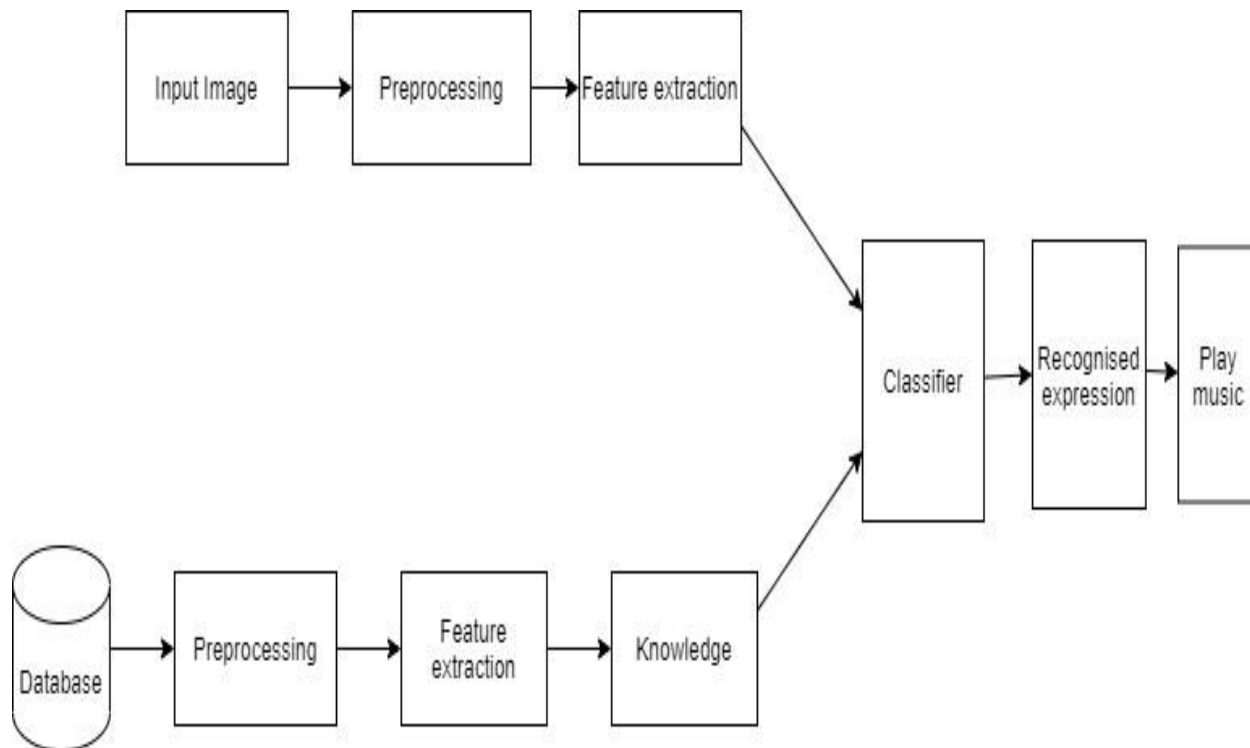 Input Image
Preprocessing
Feature extraction
Classifier
Recognised
expression
Play
music
Database
Preprocessing
Feature
extraction
Knowledge